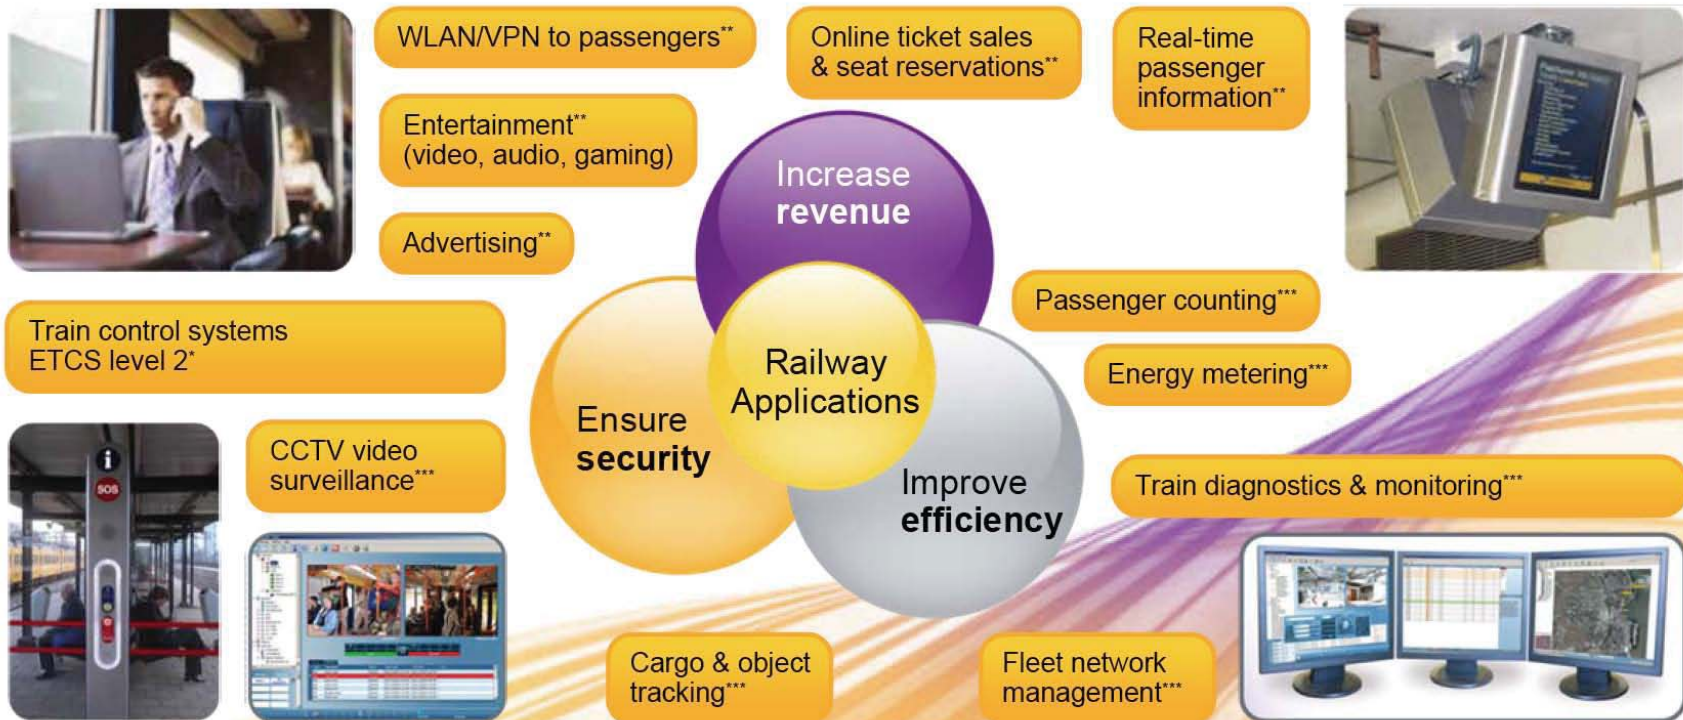 WLAN/VPN to passengers**
Online ticket sales
& seat reservations**
Real-time
passenger
information**
Entertainment**
(video, audio, gaming)
Increase
revenue
Advertising**
Passenger counting***
Train control systems
ETCS level 2*
Railway
Applications
Energy metering***
Ensure
security
CCTV video
surveillance***
i
SOS
Improve
efficiency
Train diagnostics & monitoring***
Cargo & object
tracking***
Fleet network
management***